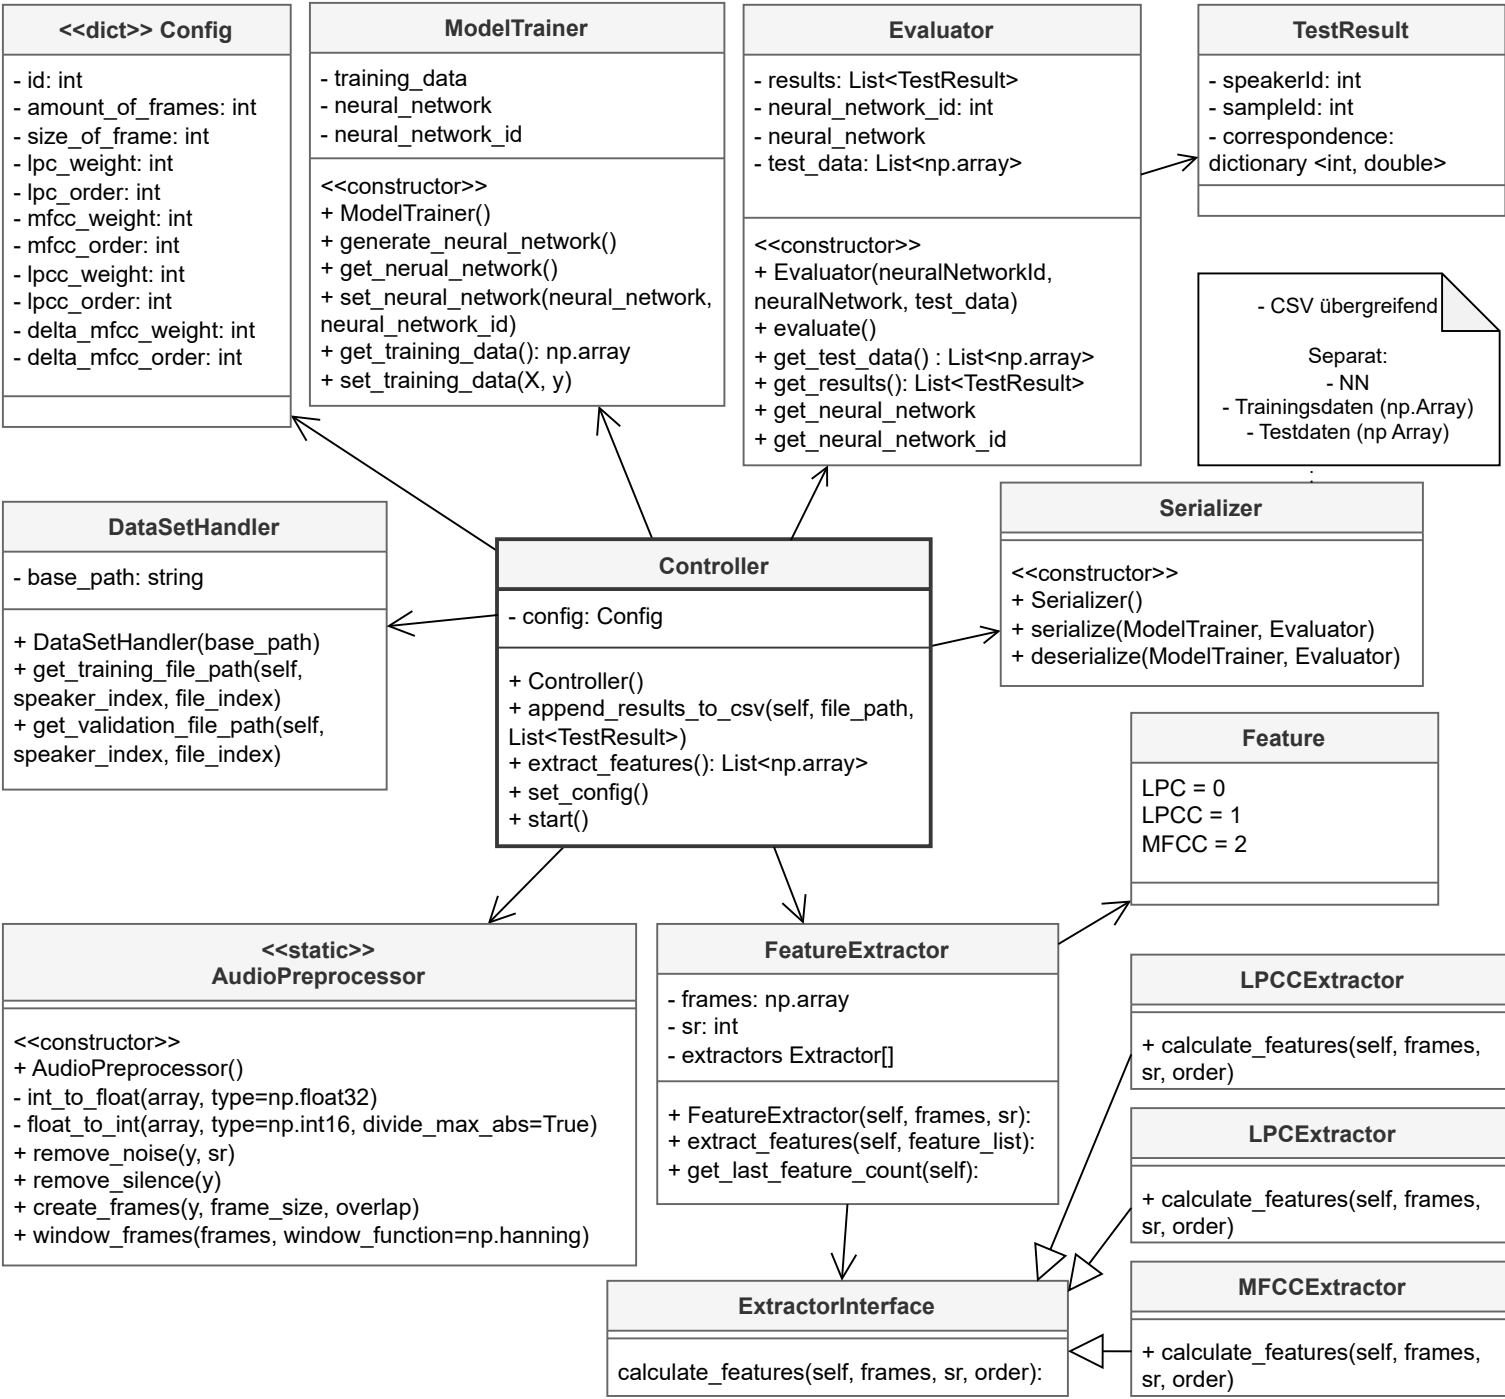 <<dict>> Config
- id: int
- amount_of_frames: int
- size_of_frame: int
- lpc_weight: int
- lpc_order: int
- mfcc_weight: int
- mfcc_order: int
- lpcc_weight: int
- lpcc_order: int
- delta_mfcc_weight: int
- delta_mfcc_order: int
ModelTrainer
- training_data
- neural_network
- neural_network_id
<<constructor>>
+ ModelTrainer()
+ generate_neural_network()
+ get_nerual_network()
+ set_neural_network(neural_network,
neural_network_id)
+ get_training_data(): np.array
+ set_training_data(X, y)
Evaluator
- results: List<TestResult>
- neural_network_id: int
- neural_network
- test_data: List<np.array>
<<constructor>>
+ Evaluator(neuralNetworkId,
neuralNetwork, test_data)
+ evaluate()
+ get_test_data() : List<np.array>
+ get_results(): List<TestResult>
+ get_neural_network
+ get_neural_network_id
TestResult
- speakerId: int
- sampleId: int
- correspondence:
dictionary <int, double>
- CSV übergreifend
Separat:
- NN
- Trainingsdaten (np.Array)
- Testdaten (np Array)
DataSetHandler
- base_path: string
+ DataSetHandler(base_path)
+ get_training_file_path(self,
speaker_index, file_index)
+ get_validation_file_path(self,
speaker_index, file_index)
Controller
- config: Config
+ Controller()
+ append_results_to_csv(self, file_path,
List<TestResult>)
+ extract_features(): List<np.array>
+ set_config()
+ start()
Serializer
<<constructor>>
+ Serializer()
+ serialize(ModelTrainer, Evaluator)
+ deserialize(ModelTrainer, Evaluator)
Feature
LPC = 0
LPCC = 1
MFCC = 2
<<static>>
AudioPreprocessor
<<constructor>>
+ AudioPreprocessor()
- int_to_float(array, type=np.float32)
- float_to_int(array, type=np.int16, divide_max_abs=True)
+ remove_noise(y, sr)
+ remove_silence(y)
+ create_frames(y, frame_size, overlap)
+ window_frames(frames, window_function=np.hanning)
FeatureExtractor
- frames: np.array
- sr: int
- extractors Extractor[]
+ FeatureExtractor(self, frames, sr):
+ extract_features(self, feature_list):
+ get_last_feature_count(self):
LPCCExtractor
+ calculate_features(self, frames,
sr, order)
LPCExtractor
+ calculate_features(self, frames,
sr, order)
MFCCExtractor
+ calculate_features(self, frames,
sr, order)
ExtractorInterface
calculate_features(self, frames, sr, order):